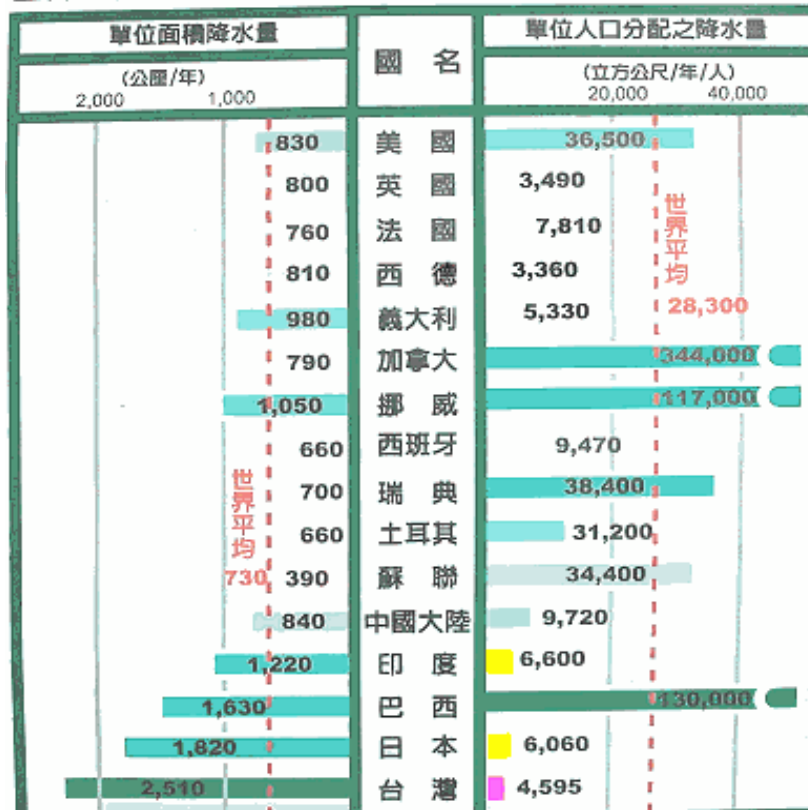 單位面積降水量 國名 單位人口分配之降水量
(公厘/年) (立方公尺/年/人)
2,000 1,000 20,000 40,000
830 美國 36,500
800 英國 3,490
760 法國 7,810
810 西德 3,360
980 義大利 5,330
790 加拿大 344,000
1,050 挪威 117,000
660 西班牙 9,470
700 瑞典 38,400
660 土耳其 31,200
390 蘇聯 34,400
840 中國大陸 9,720
1,220 印度 6,600
1,630 巴西 130,000
1,820 日本 6,060
2,510 台灣 4,595
世界平均
730
世界平均
28,300